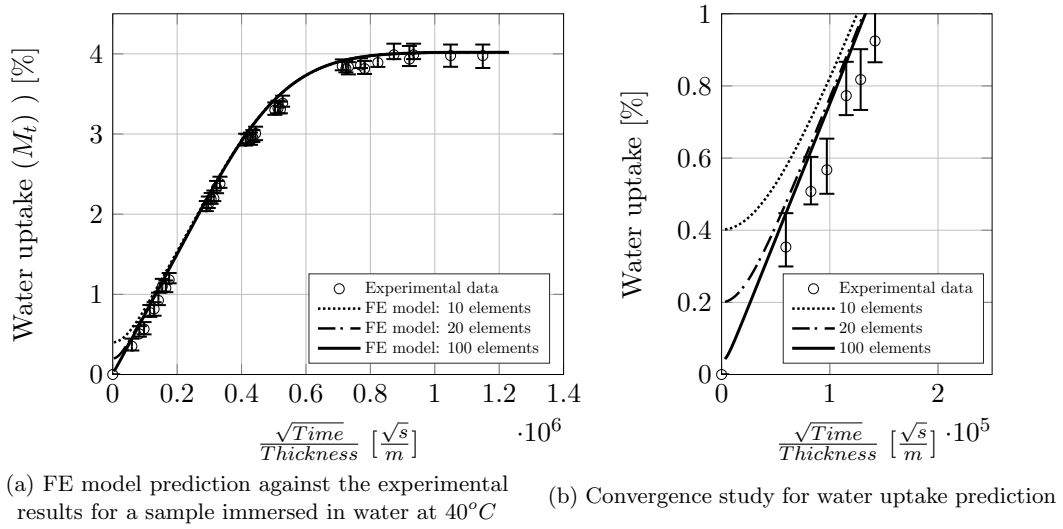 Water uptake (M_t) ) [%]
5
4
3
2
1
0
0 0.2 0.4 0.6 0.8 1 1.2 1.4
·10^6
√Time/Thickness [√s/m]
Experimental data
FE model: 10 elements
FE model: 20 elements
FE model: 100 elements
(a) FE model prediction against the experimental
results for a sample immersed in water at 40°C
Water uptake [%]
1
0.8
0.6
0.4
0.2
0
0 1 2
·10^5
√Time/Thickness [√s/m]
Experimental data
10 elements
20 elements
100 elements
(b) Convergence study for water uptake prediction